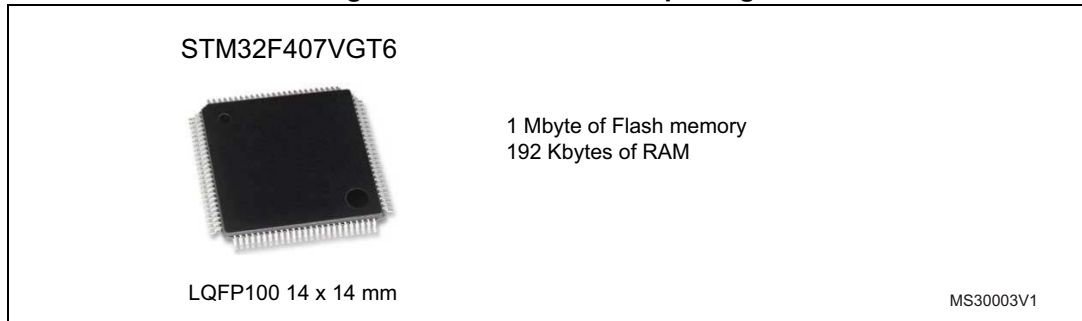 STM32F407VGT6
1 Mbyte of Flash memory
192 Kbytes of RAM
LQFP100 14 x 14 mm
MS30003V1